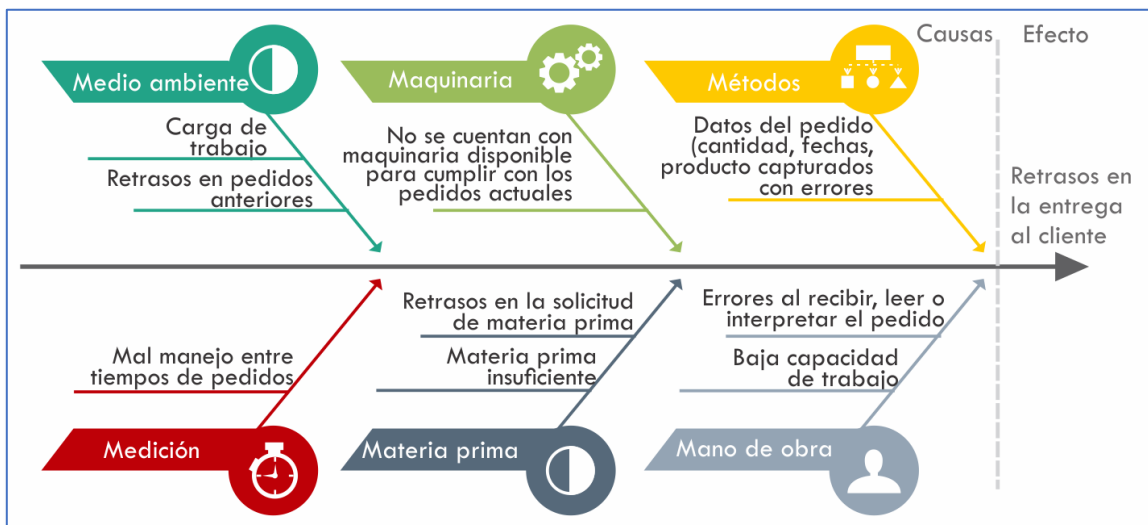 Causas
Efecto
Medio ambiente
Carga de
trabajo
Retrasos en pedidos
anteriores
Maquinaria
No se cuentan con
maquinaria disponible
para cumplir con los
pedidos actuales
Métodos
Datos del pedido
(cantidad, fechas,
producto capturados
con errores
Retrasos en
la entrega
al cliente
Mal manejo entre
tiempos de pedidos
Medición
Retrasos en la solicitud
de materia prima
Materia prima
insuficiente
Materia prima
Errores al recibir, leer o
interpretar el pedido
Baja capacidad
de trabajo
Mano de obra